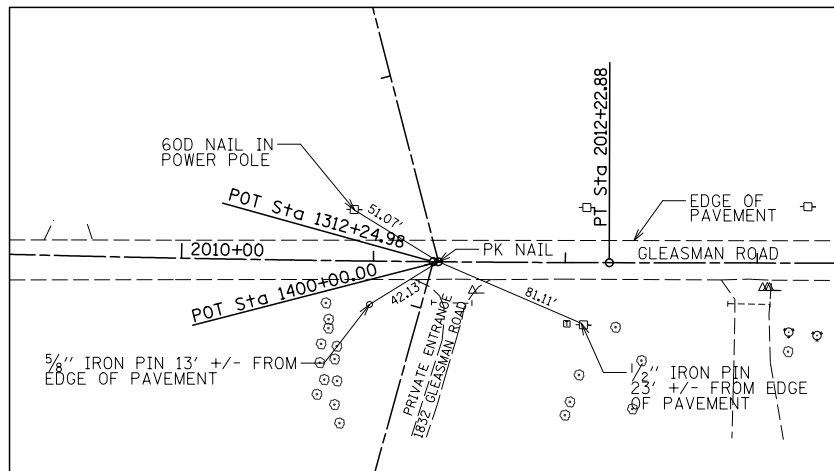 60D NAIL IN
POWER POLE
51.07'
POT Sta 1312+24.98
PT Sta 2012+22.88
EDGE OF
PAVEMENT
2010+00
PK NAIL
GLEASMAN ROAD
POT Sta 1400+00.00
42.13'
81.11'
5/8'' IRON PIN 13' +/- FROM
EDGE OF PAVEMENT
PRIVATE ENTRANCE
1832 GLEASMAN ROAD
1/2'' IRON PIN
23' +/- FROM EDGE
OF PAVEMENT